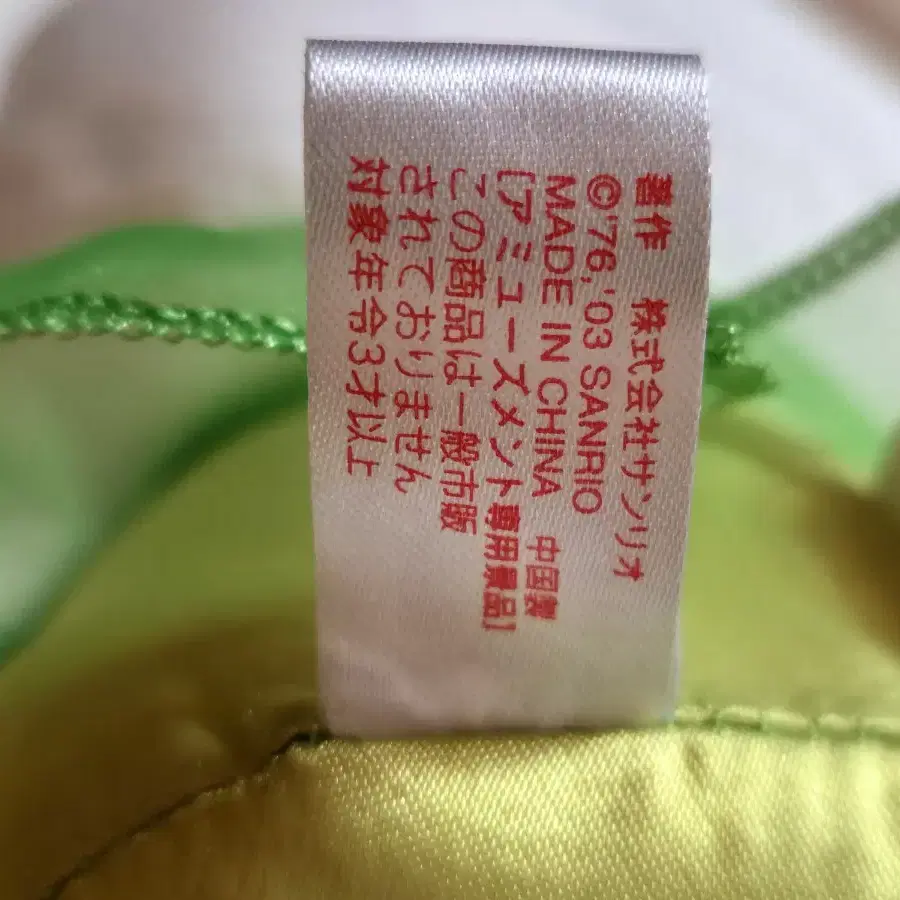 著作 株式会社サンリオ
©'76,'03 SANRIO
MADE IN CHINA 中国製
[アミューズメント専用景品]
この商品は一般市販
されておりません
対象年令3才以上